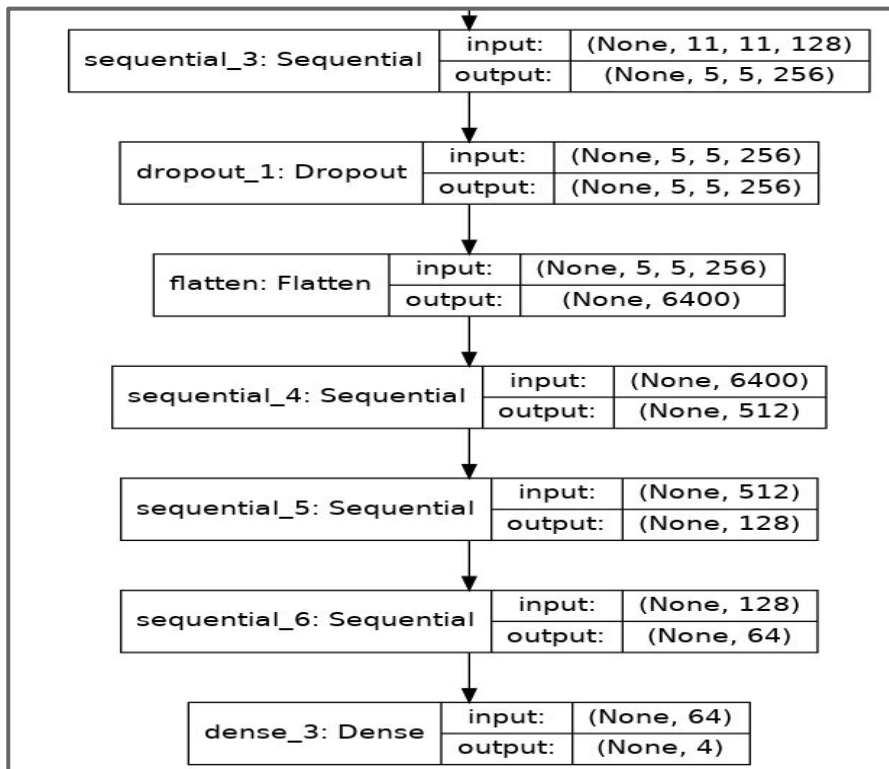 sequential_3: Sequential
input: (None, 11, 11, 128)
output: (None, 5, 5, 256)
dropout_1: Dropout
input: (None, 5, 5, 256)
output: (None, 5, 5, 256)
flatten: Flatten
input: (None, 5, 5, 256)
output: (None, 6400)
sequential_4: Sequential
input: (None, 6400)
output: (None, 512)
sequential_5: Sequential
input: (None, 512)
output: (None, 128)
sequential_6: Sequential
input: (None, 128)
output: (None, 64)
dense_3: Dense
input: (None, 64)
output: (None, 4)